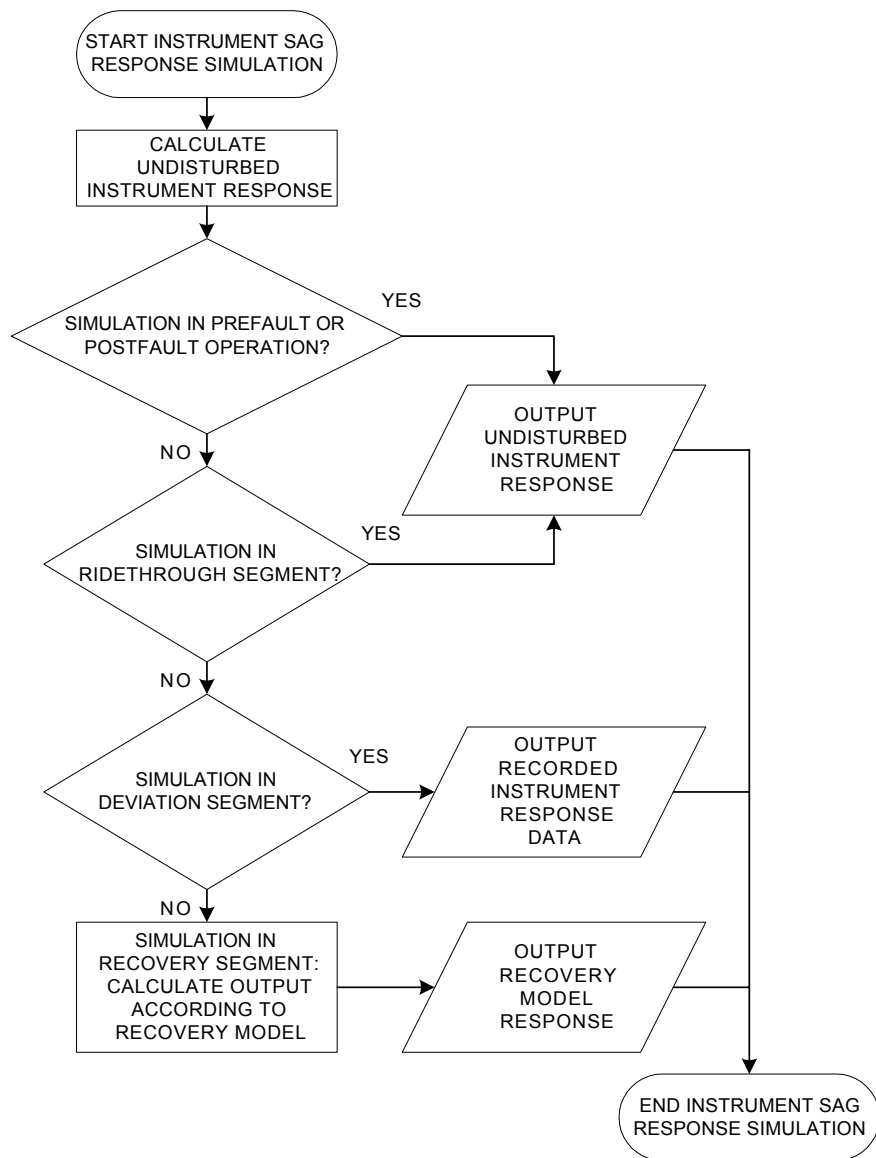 START INSTRUMENT SAG
RESPONSE SIMULATION
CALCULATE
UNDISTURBED
INSTRUMENT RESPONSE
YES
SIMULATION IN PREFAULT OR
POSTFAULT OPERATION?
OUTPUT
UNDISTURBED
INSTRUMENT
RESPONSE
NO
YES
SIMULATION IN
RIDETHROUGH SEGMENT?
NO
YES
SIMULATION IN
DEVIATION SEGMENT?
OUTPUT
RECORDED
INSTRUMENT
RESPONSE
DATA
NO
SIMULATION IN
RECOVERY SEGMENT:
CALCULATE OUTPUT
ACCORDING TO
RECOVERY MODEL
OUTPUT
RECOVERY
MODEL
RESPONSE
END INSTRUMENT SAG
RESPONSE SIMULATION